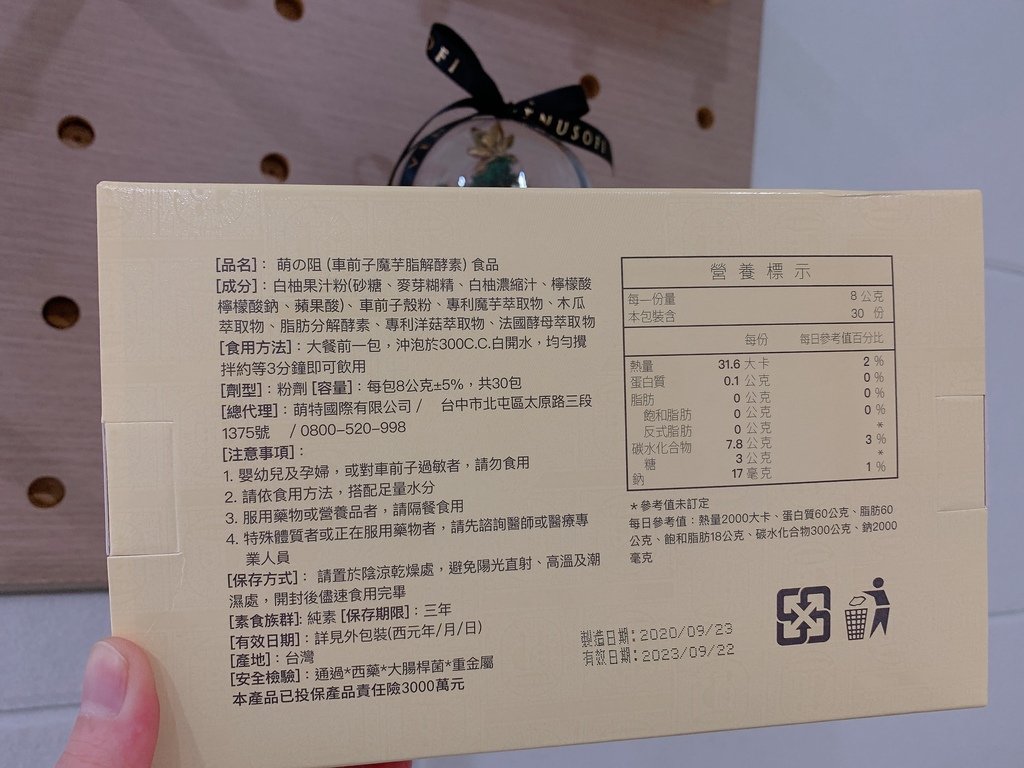 [品名]：萌の阻 (車前子魔芋脂解酵素) 食品
[成分]：白柚果汁粉(砂糖、麥芽糊精、白柚濃縮汁、檸檬酸
檸檬酸鈉、蘋果酸)、車前子殼粉、專利魔芋萃取物、木瓜
萃取物、脂肪分解酵素、專利洋菇萃取物、法國酵母萃取物
[食用方法]：大餐前一包，沖泡於300C.C.白開水，均勻攪
拌約等3分鐘即可飲用
[劑型]：粉劑 [容量]：每包8公克±5%，共30包
[總代理]：萌特國際有限公司 / 台中市北屯區太原路三段
1375號 / 0800-520-998
[注意事項]：
1. 嬰幼兒及孕婦，或對車前子過敏者，請勿食用
2. 請依食用方法，搭配足量水分
3. 服用藥物或營養品者，請隔餐食用
4. 特殊體質者或正在服用藥物者，請先諮詢醫師或醫療專
業人員
[保存方式]：請置於陰涼乾燥處，避免陽光直射、高溫及潮
濕處，開封後儘速食用完畢
[素食族群]: 純素 [保存期限]：三年
[有效日期]：詳見外包裝(西元年/月/日)
[產地]：台灣
[安全檢驗]：通過*西藥*大腸桿菌*重金屬
本產品已投保產品責任險3000萬元
營養標示
每一份量 8 公克
本包裝含 30 份
每份 每日參考值百分比
熱量 31.6 大卡 2 %
蛋白質 0.1 公克 0 %
脂肪 0 公克 0 %
飽和脂肪 0 公克 0 %
反式脂肪 0 公克 *
碳水化合物 7.8 公克 3 %
糖 3 公克 *
鈉 17 毫克 1 %
*參考值未訂定
每日參考值：熱量2000大卡、蛋白質60公克、脂肪60
公克、飽和脂肪18公克、碳水化合物300公克、鈉2000
毫克
製造日期:2020/09/23
有效日期:2023/09/22